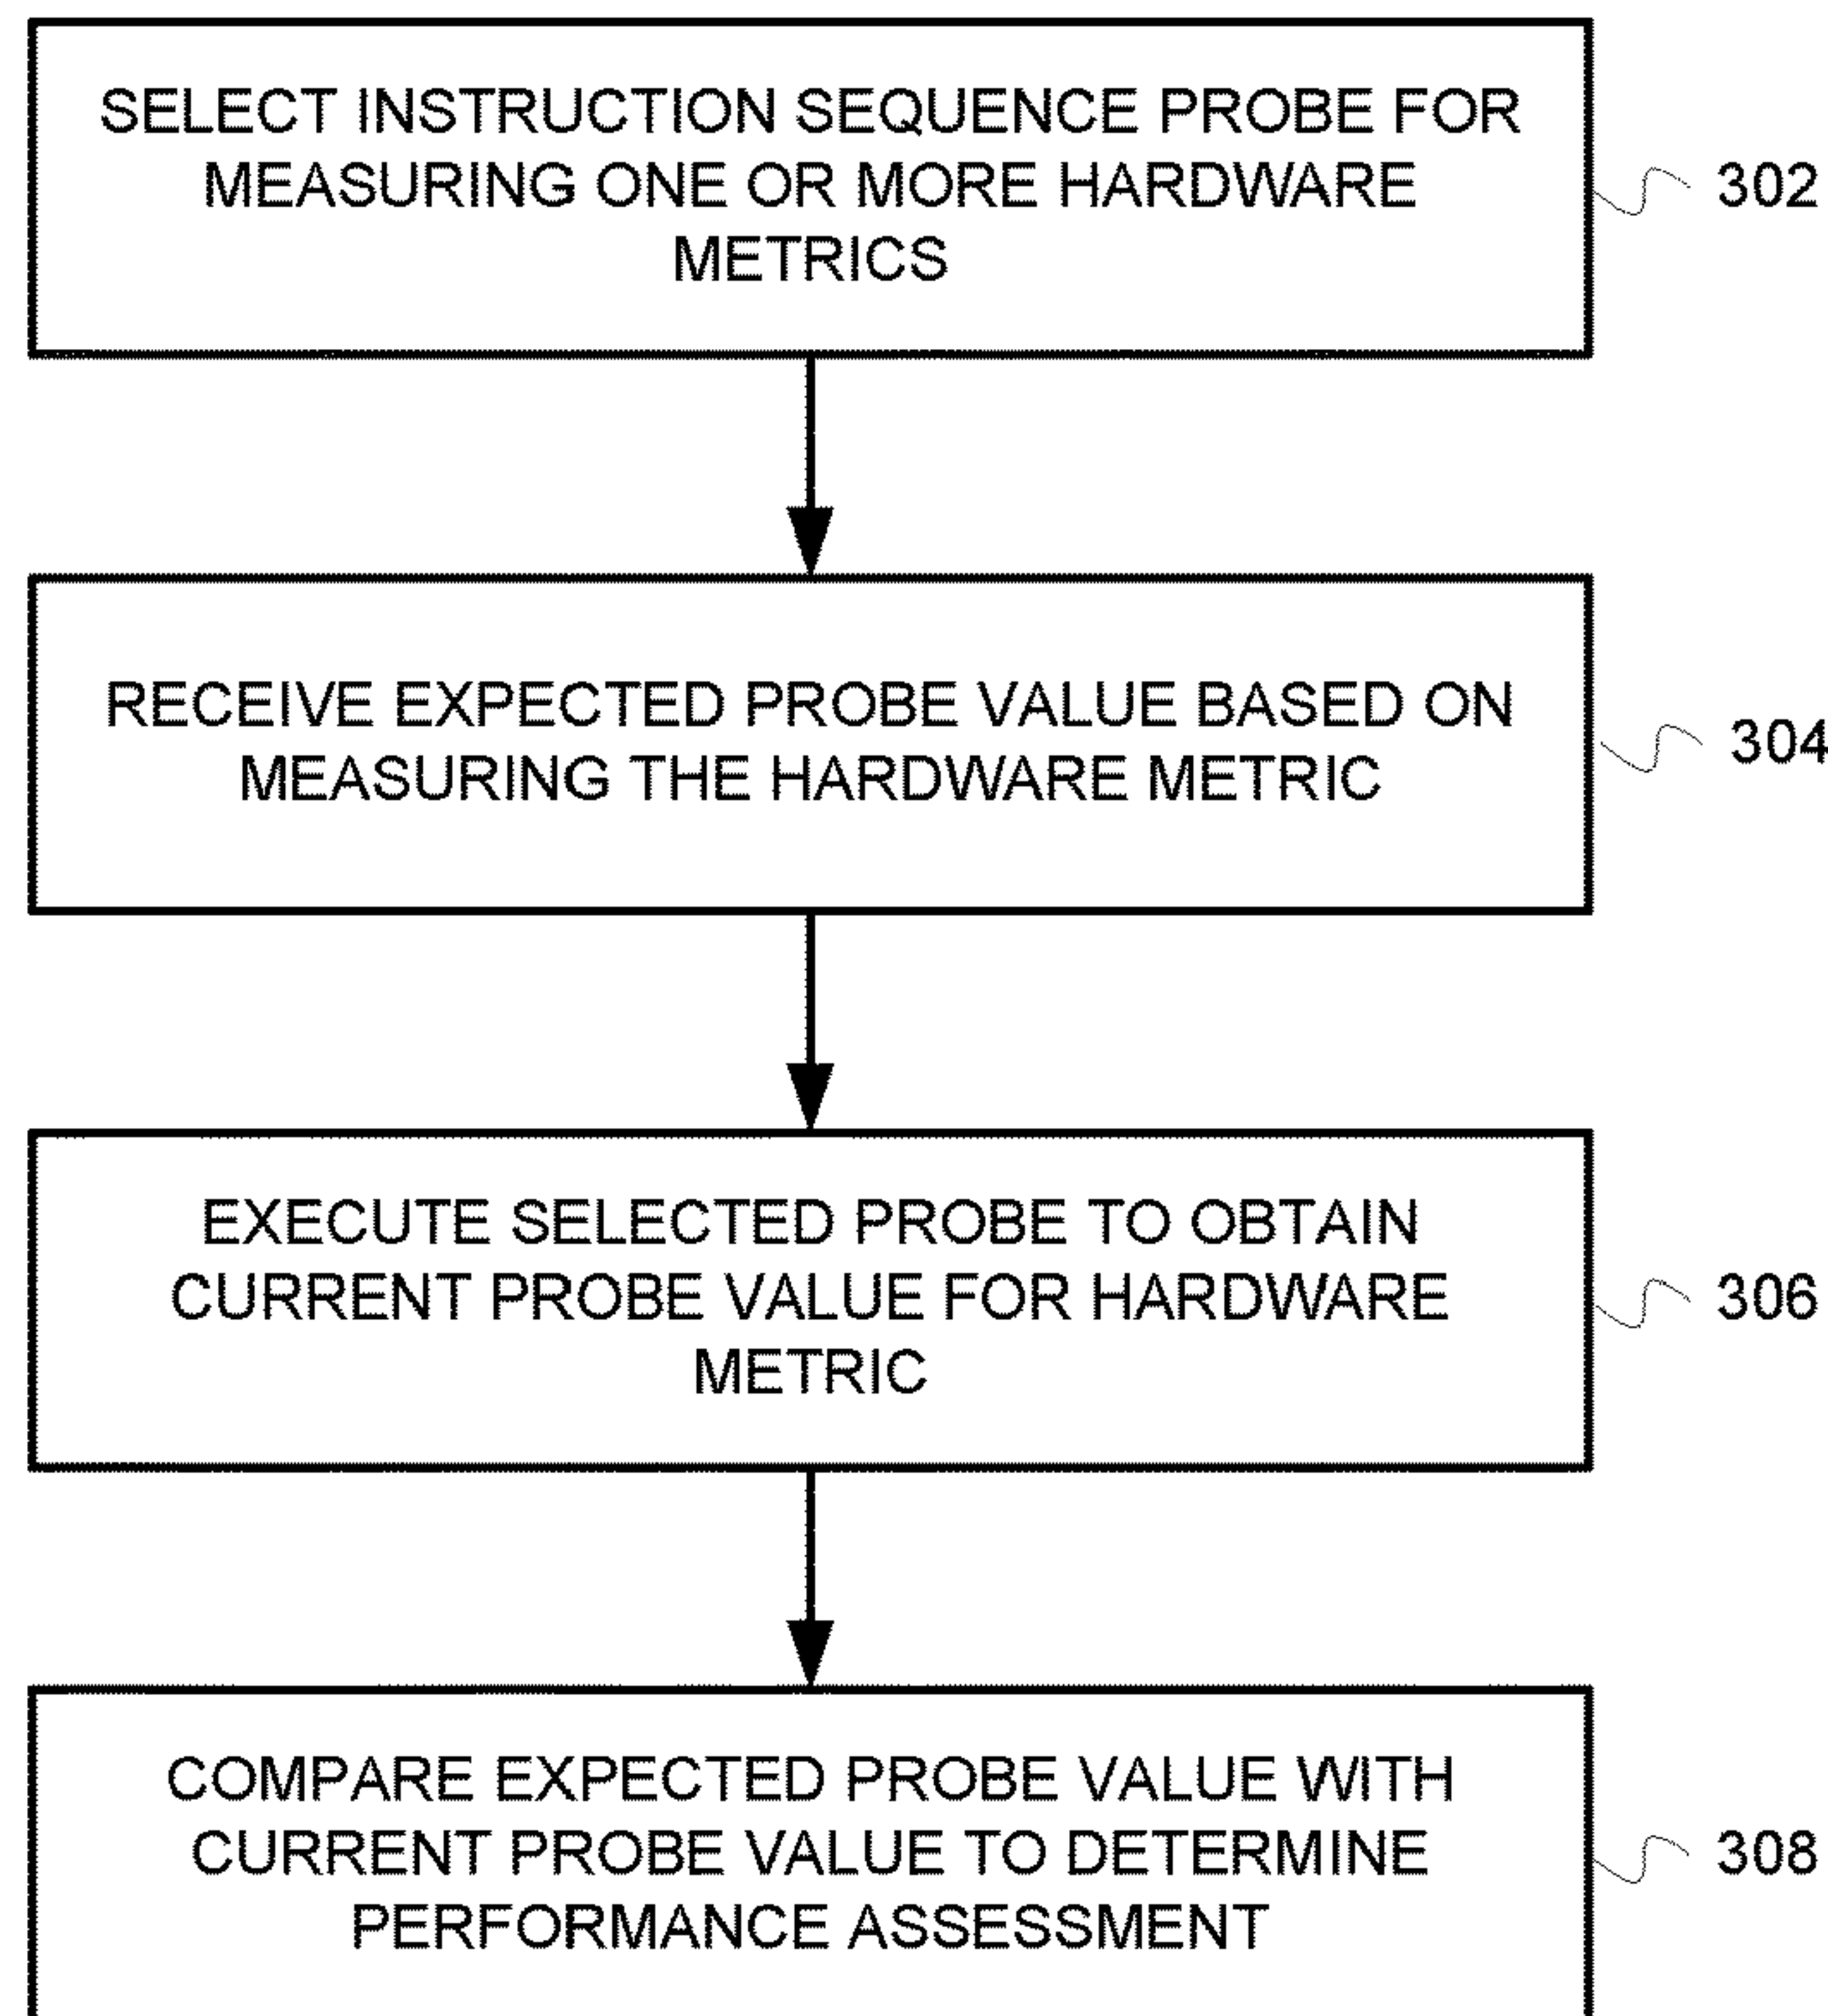 SELECT INSTRUCTION SEQUENCE PROBE FOR
MEASURING ONE OR MORE HARDWARE
METRICS
302
RECEIVE EXPECTED PROBE VALUE BASED ON
MEASURING THE HARDWARE METRIC
304
EXECUTE SELECTED PROBE TO OBTAIN
CURRENT PROBE VALUE FOR HARDWARE
METRIC
306
COMPARE EXPECTED PROBE VALUE WITH
CURRENT PROBE VALUE TO DETERMINE
PERFORMANCE ASSESSMENT
308